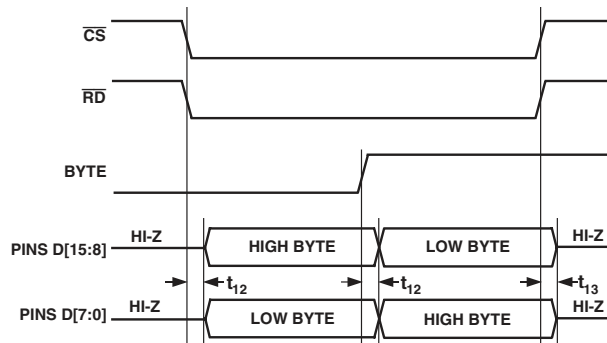 CS
RD
BYTE
PINS D[15:8] HI-Z HIGH BYTE LOW BYTE HI-Z
t12 t12 t13
PINS D[7:0] HI-Z LOW BYTE HIGH BYTE HI-Z